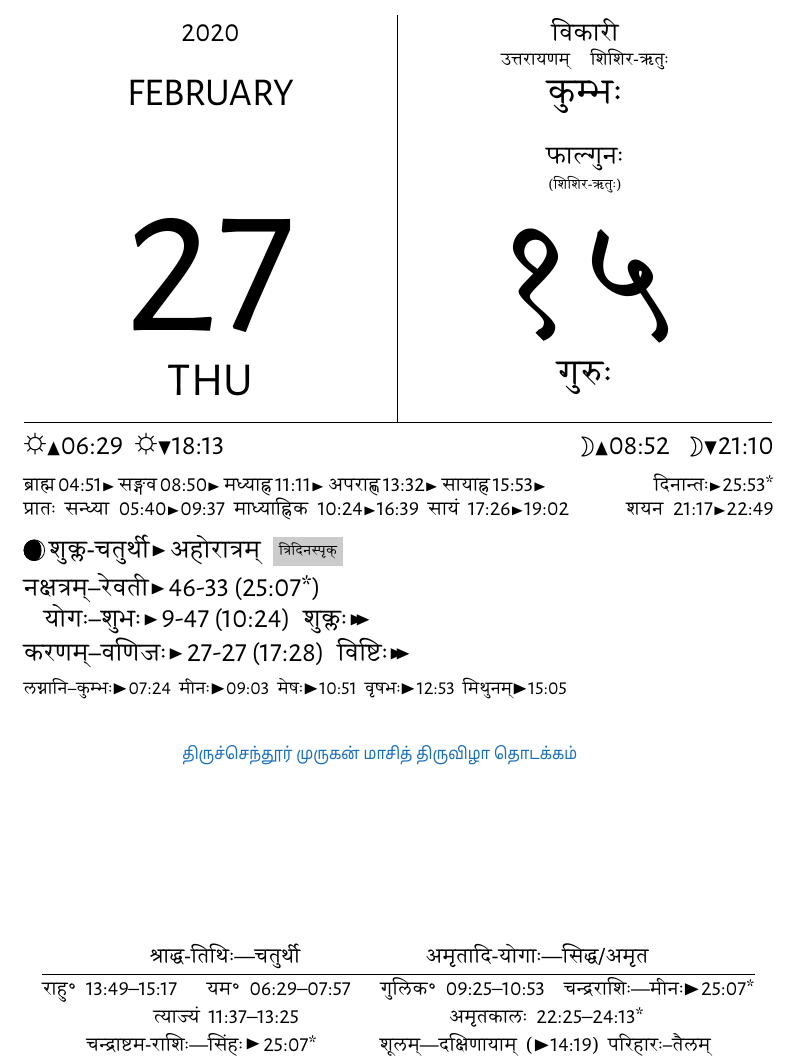 2020
FEBRUARY
27
THU
विकारी
उत्तरायणम् शिशिर-ऋतुः
कुम्भः
फाल्गुनः
(शिशिर-ऋतुः)
१५
गुरुः
☼▲06:29 ☼▼18:13
☽▲08:52 ☽▼21:10
ब्राह्म 04:51► सङ्गव 08:50► मध्याह्न 11:11► अपराह्ण 13:32► सायाह्न 15:53► दिनान्तः►25:53*
प्रातः सन्ध्या 05:40►09:37 माध्याह्निक 10:24►16:39 सायं 17:26►19:02 शयन 21:17►22:49
शुक्ल-चतुर्थी► अहोरात्रम् त्रिदिनस्पृक्
नक्षत्रम्–रेवती► 46-33 (25:07*)
योगः–शुभः► 9-47 (10:24) शुक्लः►►
करणम्–वणिजः► 27-27 (17:28) विष्टिः►►
लग्नानि–कुम्भः►07:24 मीनः►09:03 मेषः►10:51 वृषभः►12:53 मिथुनम्►15:05
திருச்செந்தூர் முருகன் மாசித் திருவிழா தொடக்கம்
श्राद्ध-तिथिः—चतुर्थी अमृतादि-योगाः—सिद्ध/अमृत
राहु° 13:49–15:17 यम° 06:29–07:57 गुलिक° 09:25–10:53 चन्द्रराशिः—मीनः►25:07*
त्याज्यं 11:37–13:25 अमृतकालः 22:25–24:13*
चन्द्राष्टम-राशिः—सिंहः►25:07* शूलम्—दक्षिणायाम् (►14:19) परिहारः–तैलम्